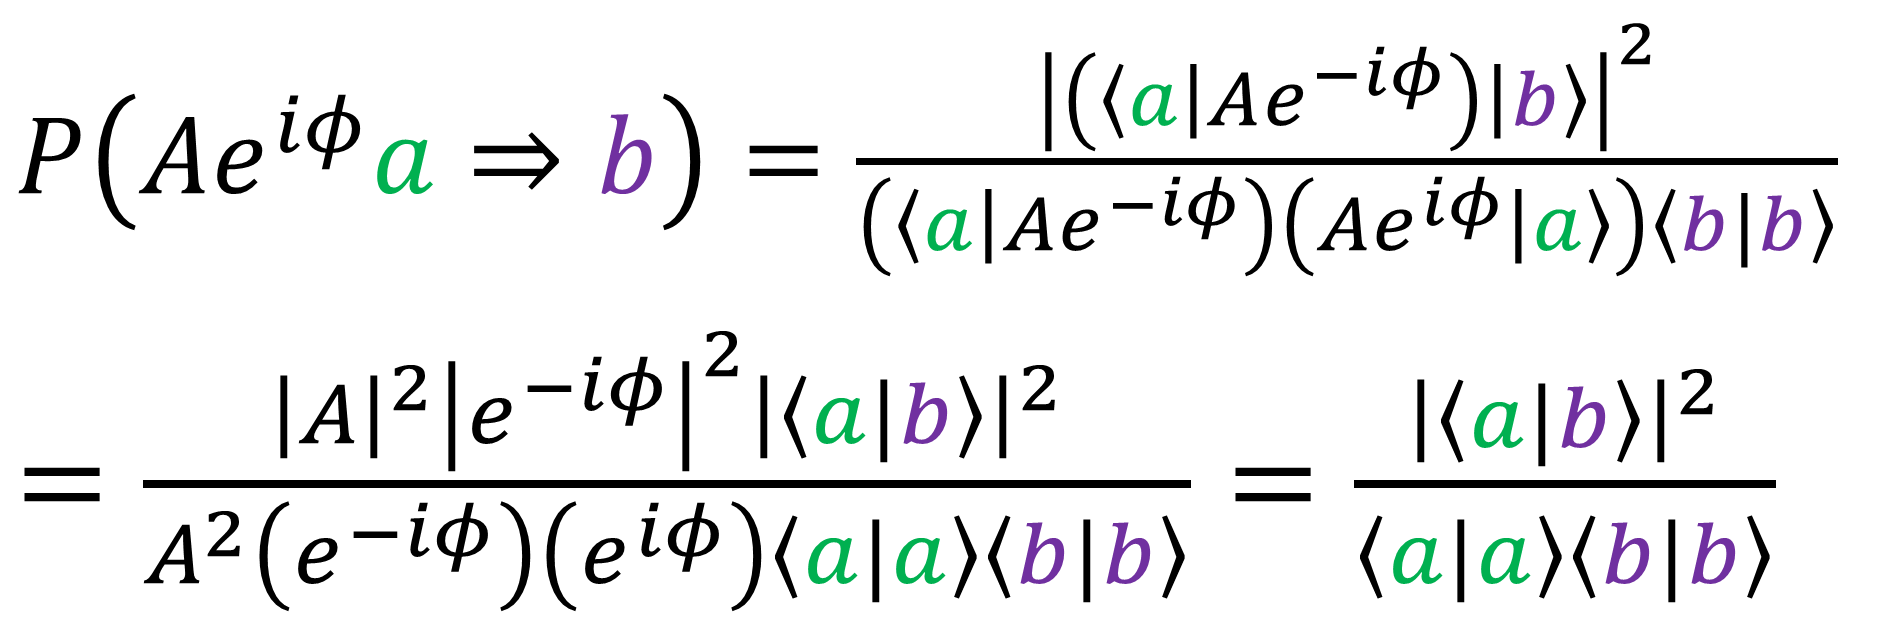 P(Ae^{iϕ}a ⇒ b) = |(⟨a|Ae^{−iϕ})|b⟩|^2 / (⟨a|Ae^{−iϕ})(Ae^{iϕ}|a⟩)⟨b|b⟩
= |A|^2|e^{−iϕ}|^2|⟨a|b⟩|^2 / A^2(e^{−iϕ})(e^{iϕ})⟨a|a⟩⟨b|b⟩ = |⟨a|b⟩|^2 / ⟨a|a⟩⟨b|b⟩